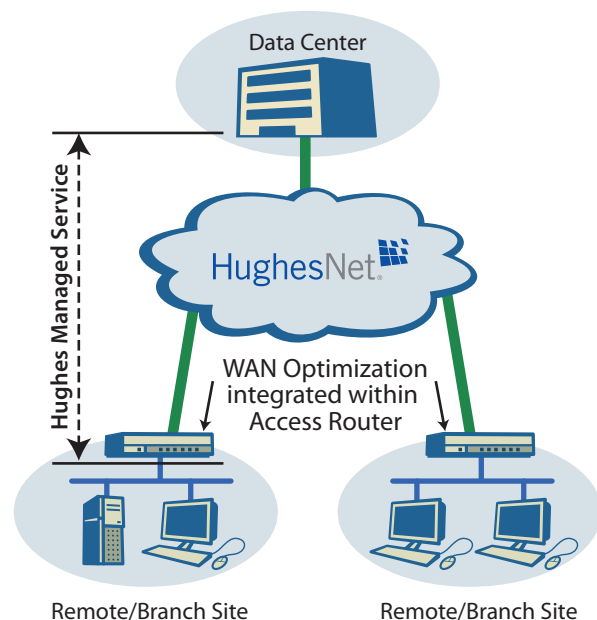 Data Center
Hughes Managed Service
HughesNet®
WAN Optimization
integrated within
Access Router
Remote/Branch Site
Remote/Branch Site